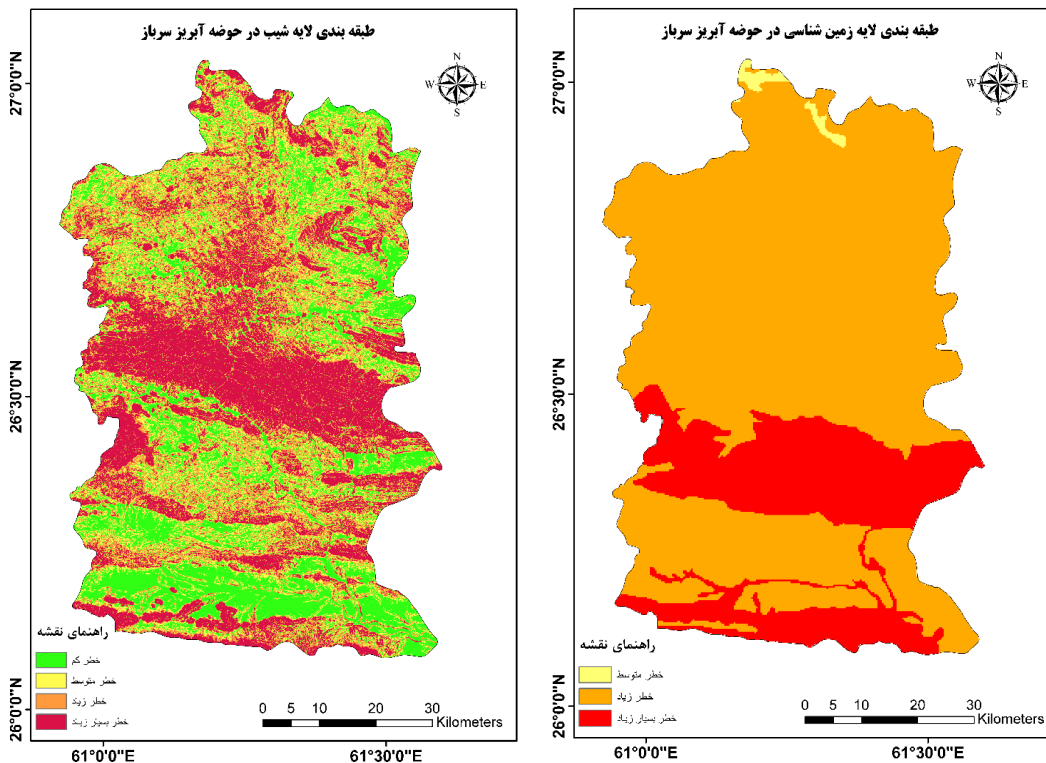 طبقه بندی لایه شیب در حوضه آبریز سرباز
N
W E
S
27°0'0"N
26°30'0"N
26°0'0"N
راهنمای نقشه
خطر کم
خطر متوسط
خطر زیاد
خطر بسیار زیاد
0 5 10 20 30
Kilometers
61°0'0"E 61°30'0"E
طبقه بندی لایه زمین شناسی در حوضه آبریز سرباز
N
W E
S
27°0'0"N
26°30'0"N
26°0'0"N
راهنمای نقشه
خطر متوسط
خطر زیاد
خطر بسیار زیاد
0 5 10 20 30
Kilometers
61°0'0"E 61°30'0"E